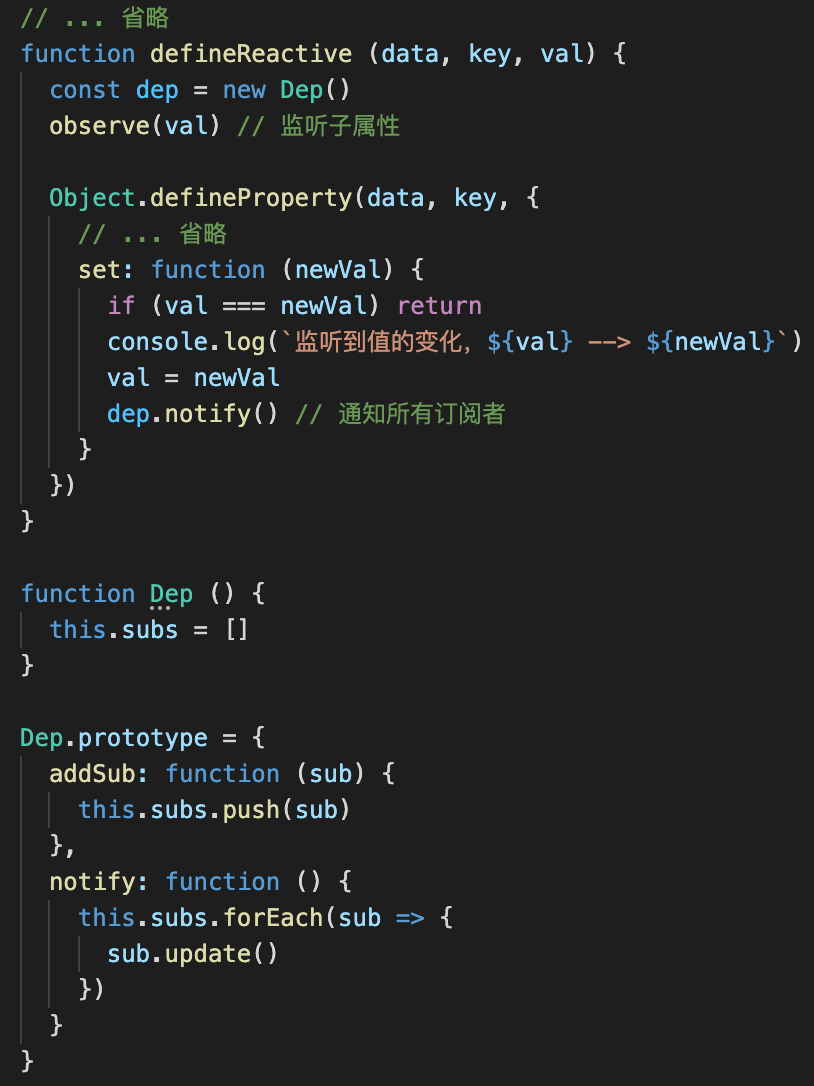 // ... 省略
function defineReactive (data, key, val) {
  const dep = new Dep()
  observe(val) // 监听子属性

  Object.defineProperty(data, key, {
    // ... 省略
    set: function (newVal) {
      if (val === newVal) return
      console.log(`监听到值的变化，${val} --> ${newVal}`)
      val = newVal
      dep.notify() // 通知所有订阅者
    }
  })
}

function Dep () {
  this.subs = []
}

Dep.prototype = {
  addSub: function (sub) {
    this.subs.push(sub)
  },
  notify: function () {
    this.subs.forEach(sub => {
      sub.update()
    })
  }
}